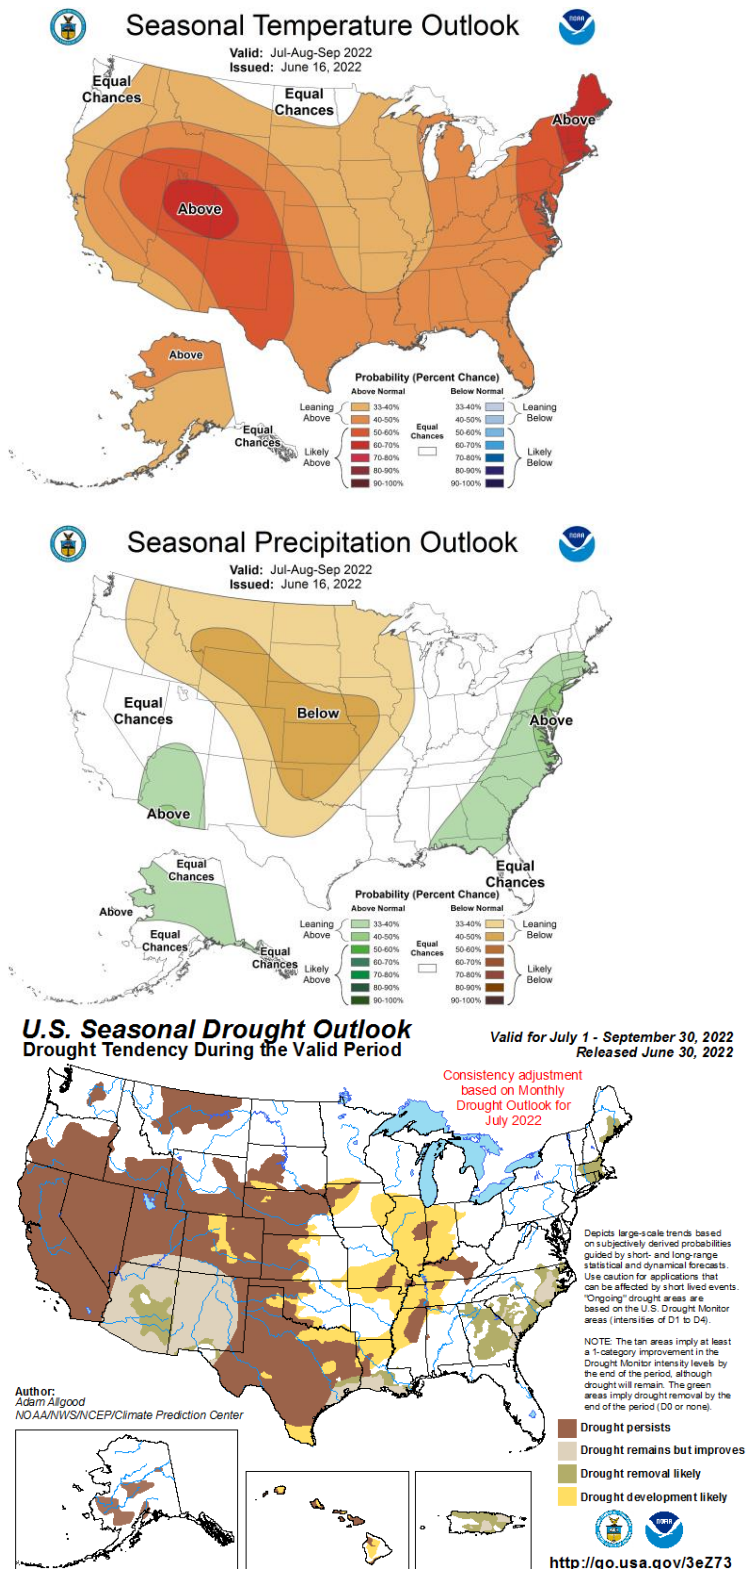 Seasonal Temperature Outlook
Valid: Jul-Aug-Sep 2022
Issued: June 16, 2022
NOAA
Equal
Chances
Equal
Chances
Above
Above
Above
Equal
Chances
Probability (Percent Chance)
Above Normal
Below Normal
Leaning
Above
33-40%
40-50%
Likely
Above
50-60%
60-70%
70-80%
80-90%
90-100%
Equal
Chances
33-40%
40-50%
Leaning
Below
50-60%
60-70%
70-80%
80-90%
90-100%
Likely
Below
Seasonal Precipitation Outlook
Valid: Jul-Aug-Sep 2022
Issued: June 16, 2022
NOAA
Equal
Chances
Below
Above
Above
Equal
Chances
Equal
Chances
Above
Equal
Chances
Equal
Chances
Probability (Percent Chance)
Above Normal
Below Normal
Leaning
Above
33-40%
40-50%
Likely
Above
50-60%
60-70%
70-80%
80-90%
90-100%
Equal
Chances
33-40%
40-50%
Leaning
Below
50-60%
60-70%
70-80%
80-90%
90-100%
Likely
Below
U.S. Seasonal Drought Outlook
Drought Tendency During the Valid Period
Valid for July 1 - September 30, 2022
Released June 30, 2022
Consistency adjustment
based on Monthly
Drought Outlook for
July 2022
Depicts large-scale trends based
on subjectively derived probabilities
guided by short- and long-range
statistical and dynamical forecasts.
Use caution for applications that
can be affected by short lived events.
"Ongoing" drought areas are
based on the U.S. Drought Monitor
areas (intensities of D1 to D4).
NOTE: The tan areas imply at least
a 1-category improvement in the
Drought Monitor intensity levels by
the end of the period, although
drought will remain. The green
areas imply drought removal by the
end of the period (D0 or none).
Author:
Adam Allgood
NOAA/NWS/NCEP/Climate Prediction Center
Drought persists
Drought remains but improves
Drought removal likely
Drought development likely
NOAA
http://go.usa.gov/3eZ73